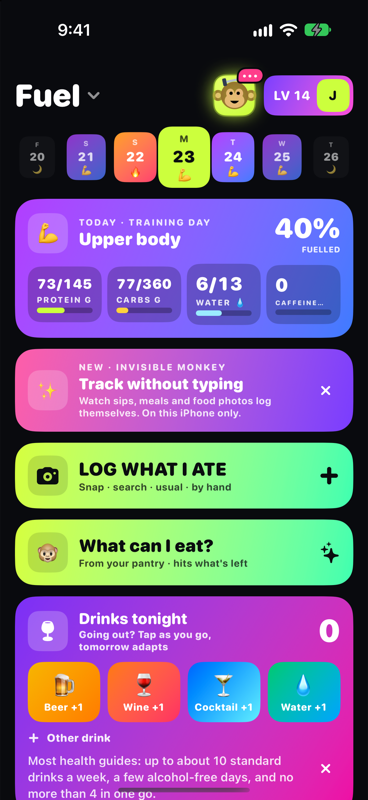 9:41
Fuel
LV 14 J
F 20
S 21
S 22
M 23
T 24
W 25
T 26
TODAY · TRAINING DAY
Upper body
40%
FUELLED
73/145
PROTEIN G
77/360
CARBS G
6/13
WATER
0
CAFFEINE…
NEW · INVISIBLE MONKEY
Track without typing
Watch sips, meals and food photos log
themselves. On this iPhone only.
LOG WHAT I ATE
Snap · search · usual · by hand
What can I eat?
From your pantry · hits what's left
Drinks tonight
Going out? Tap as you go,
tomorrow adapts
0
Beer +1
Wine +1
Cocktail +1
Water +1
+ Other drink
Most health guides: up to about 10 standard
drinks a week, a few alcohol-free days, and no
more than 4 in one go.